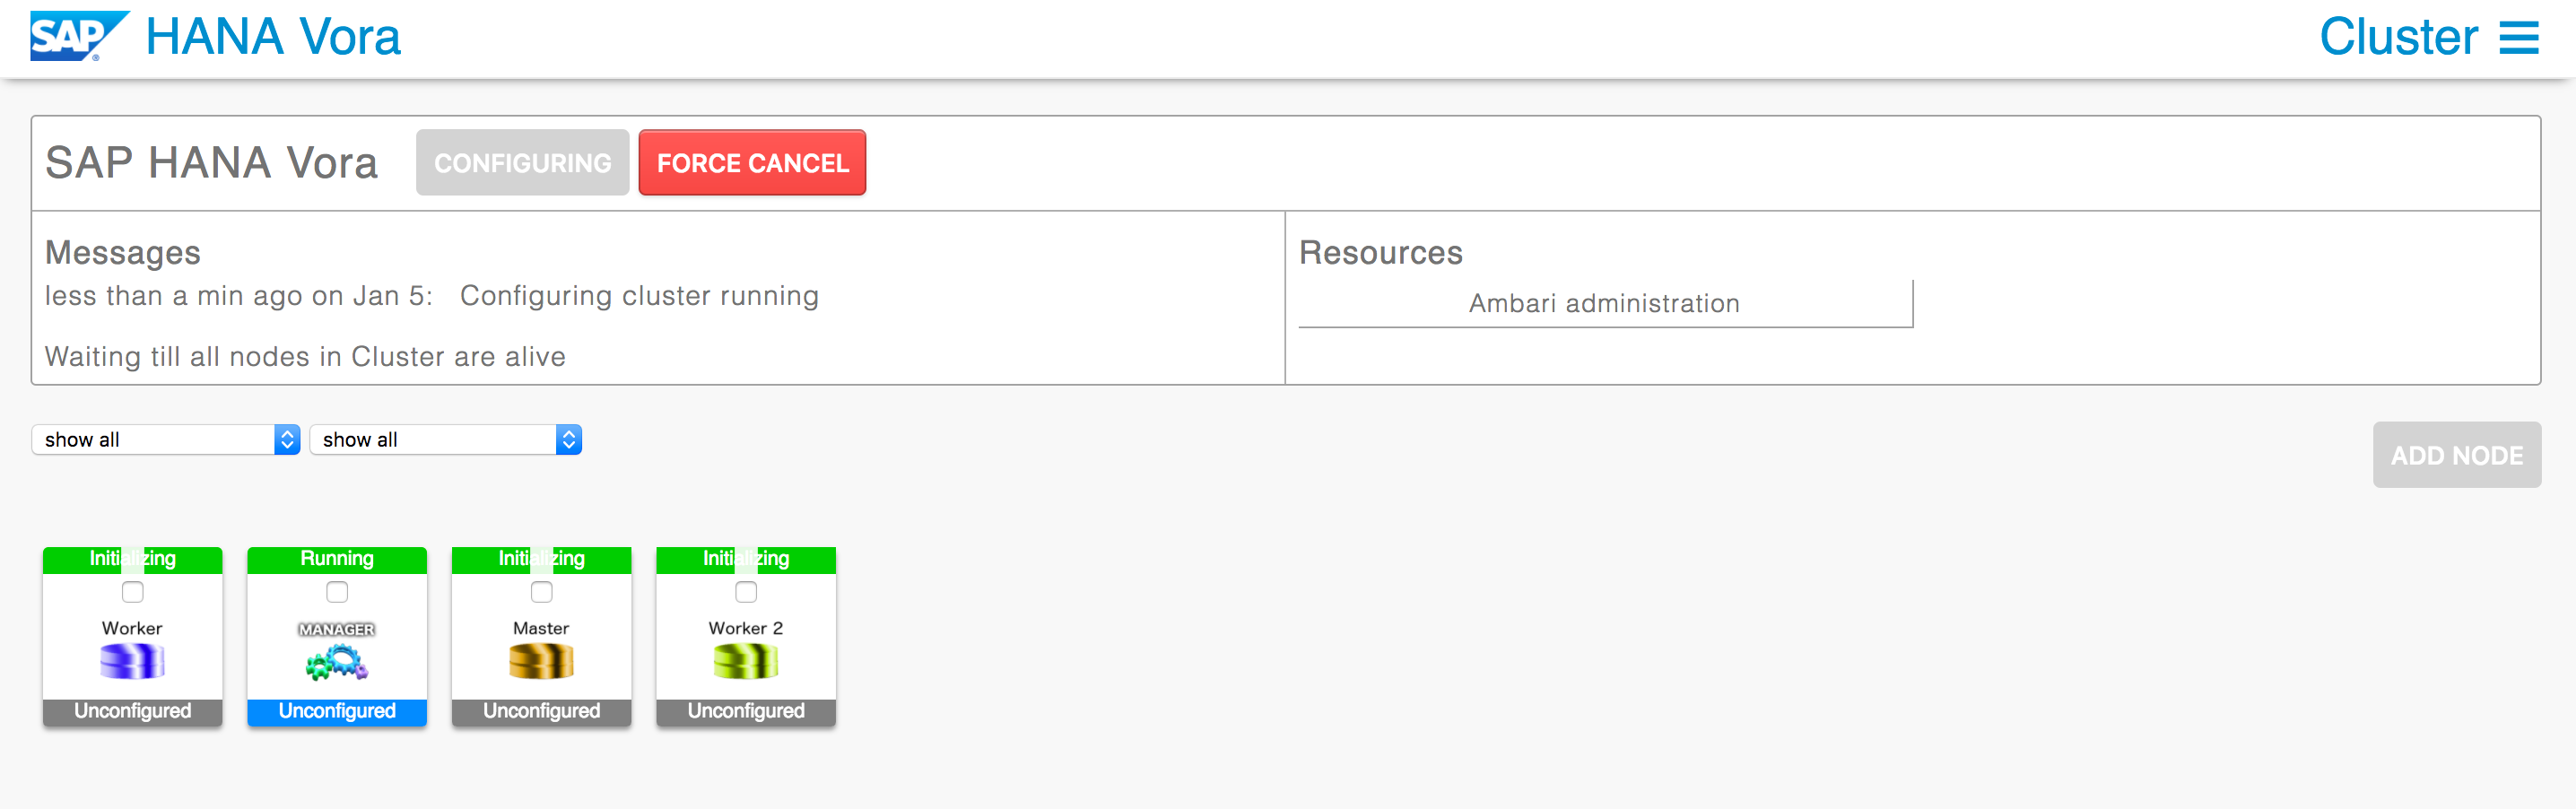 SAP ® HANA Vora
Cluster
SAP HANA Vora
CONFIGURING
FORCE CANCEL
Messages
less than a min ago on Jan 5: Configuring cluster running
Waiting till all nodes in Cluster are alive
Resources
Ambari administration
show all
show all
ADD NODE
Initializing
Worker
Unconfigured
Running
MANAGER
Unconfigured
Initializing
Master
Unconfigured
Initializing
Worker 2
Unconfigured